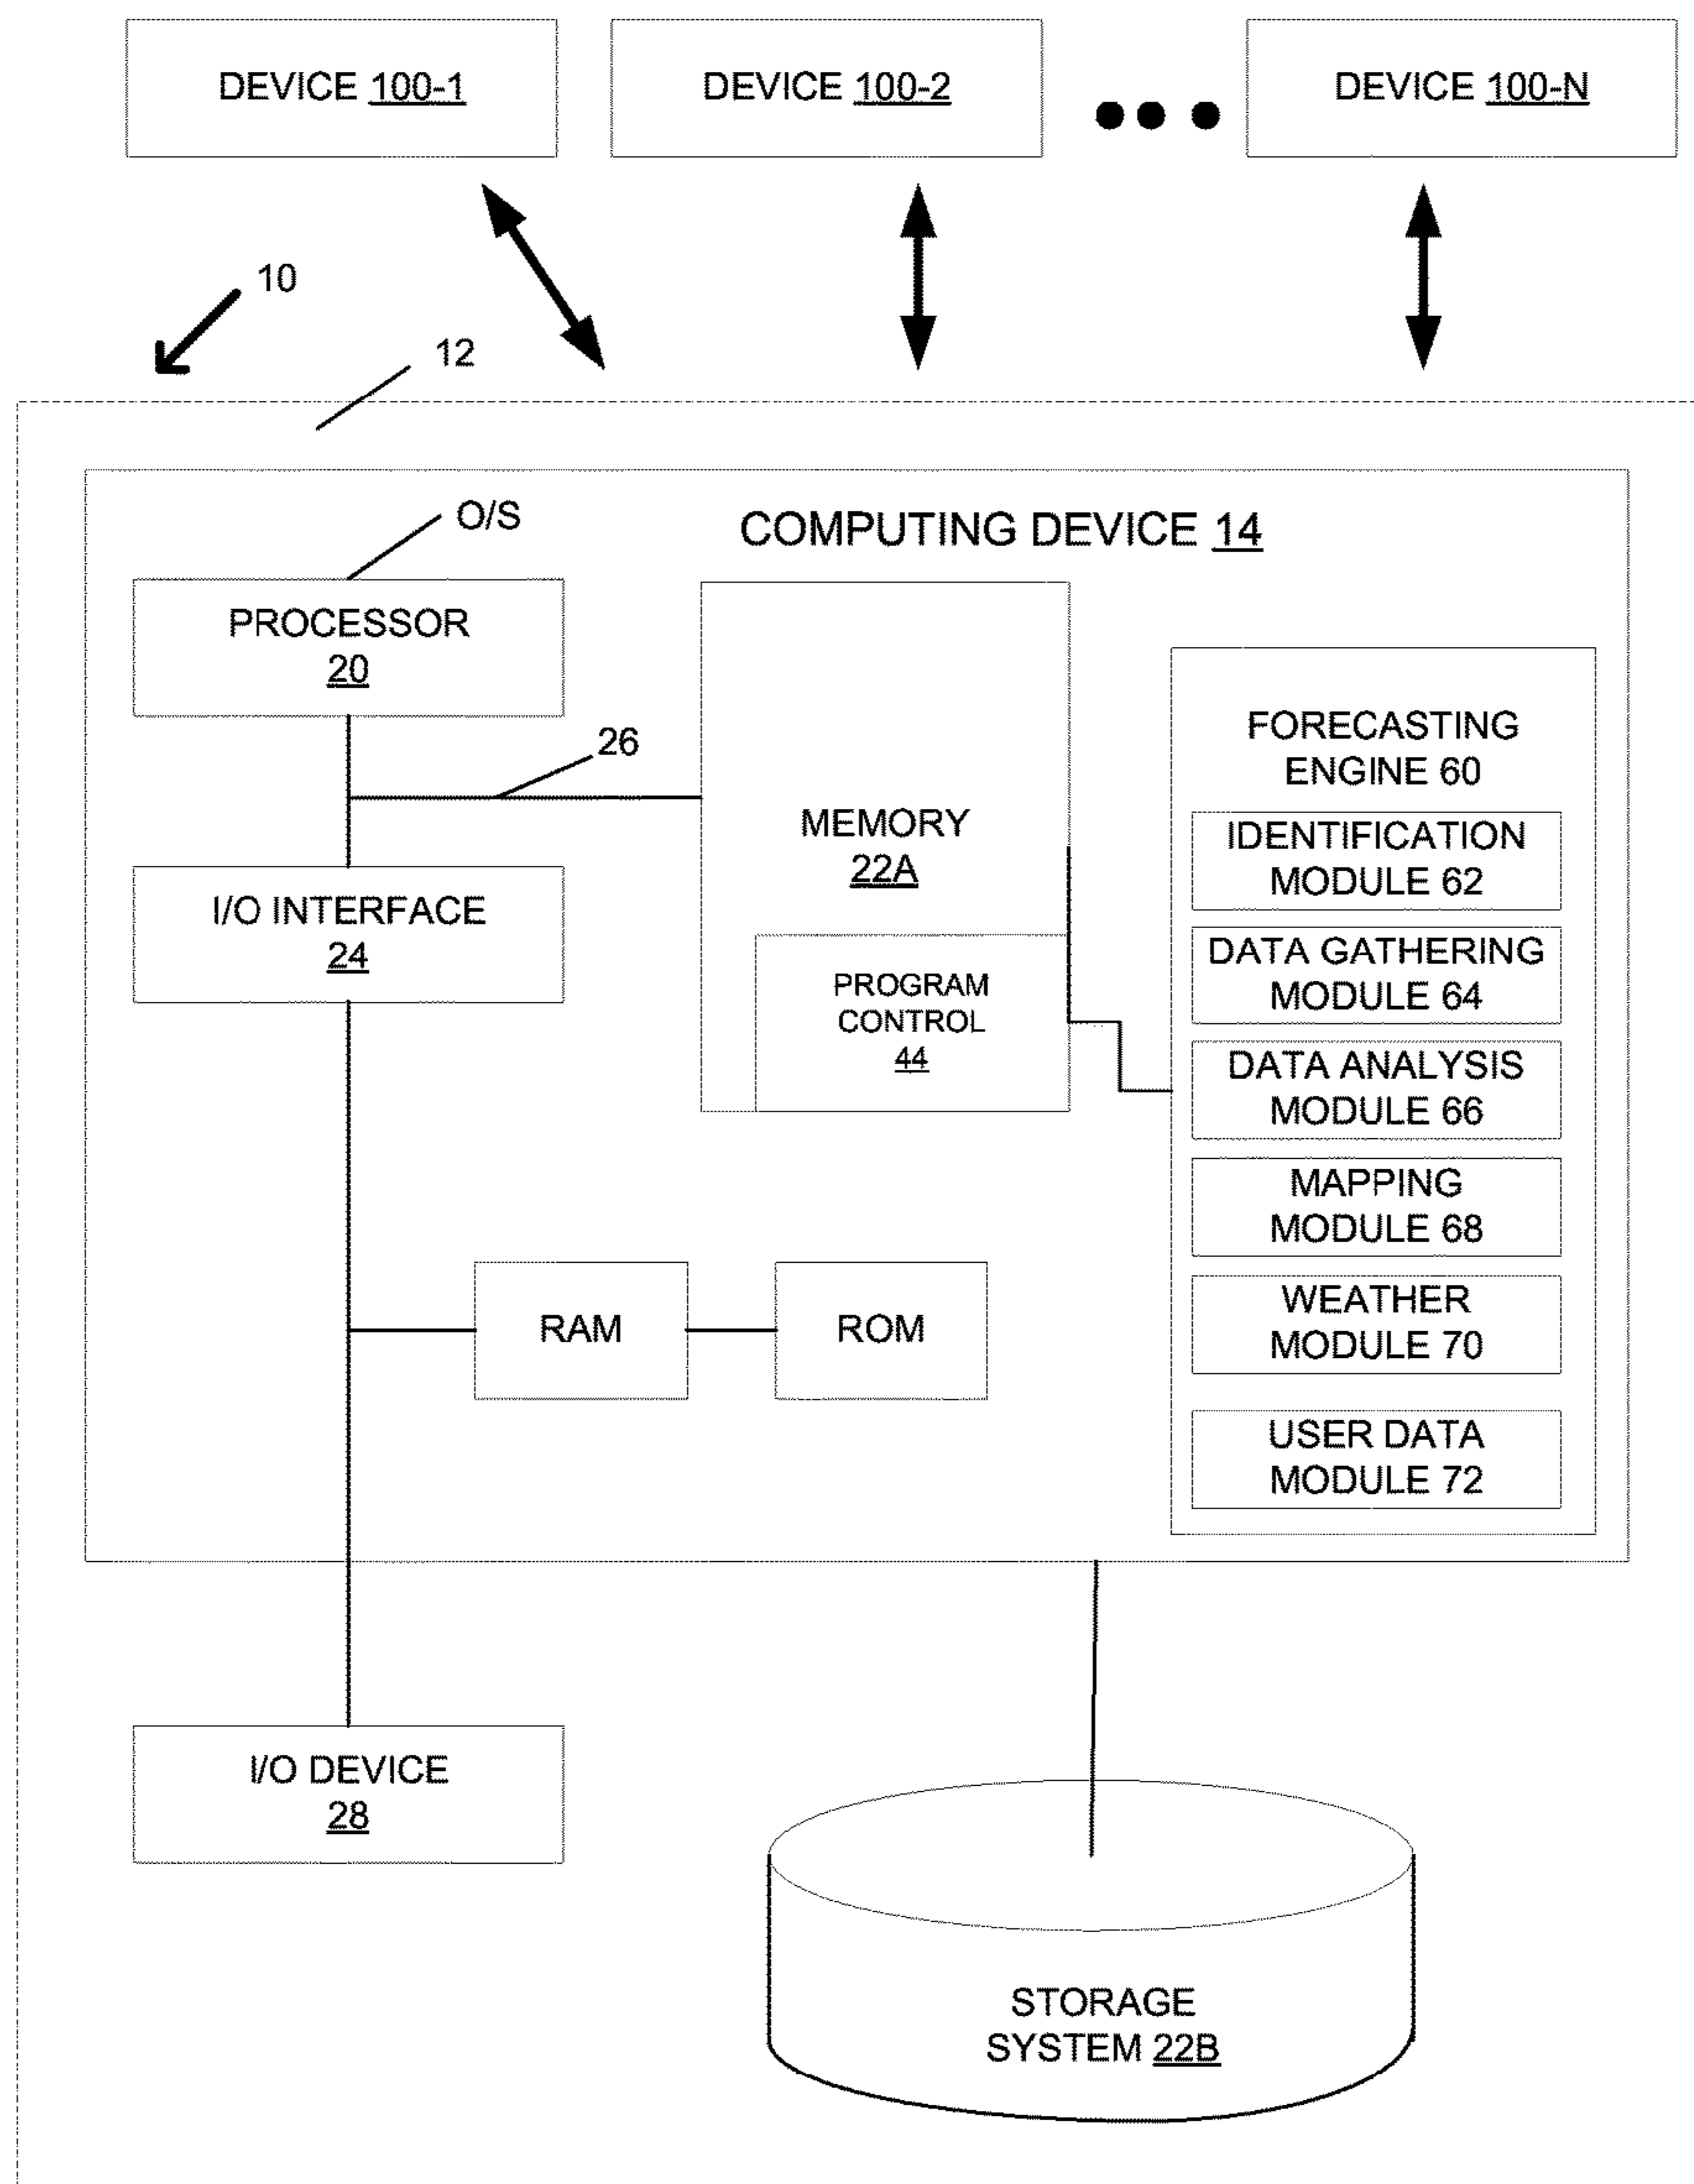 DEVICE 100-1
DEVICE 100-2
DEVICE 100-N
10
12
COMPUTING DEVICE 14
O/S
PROCESSOR
20
26
MEMORY
22A
I/O INTERFACE
24
PROGRAM
CONTROL
44
FORECASTING
ENGINE 60
IDENTIFICATION
MODULE 62
DATA GATHERING
MODULE 64
DATA ANALYSIS
MODULE 66
MAPPING
MODULE 68
WEATHER
MODULE 70
USER DATA
MODULE 72
RAM
ROM
I/O DEVICE
28
STORAGE
SYSTEM 22B